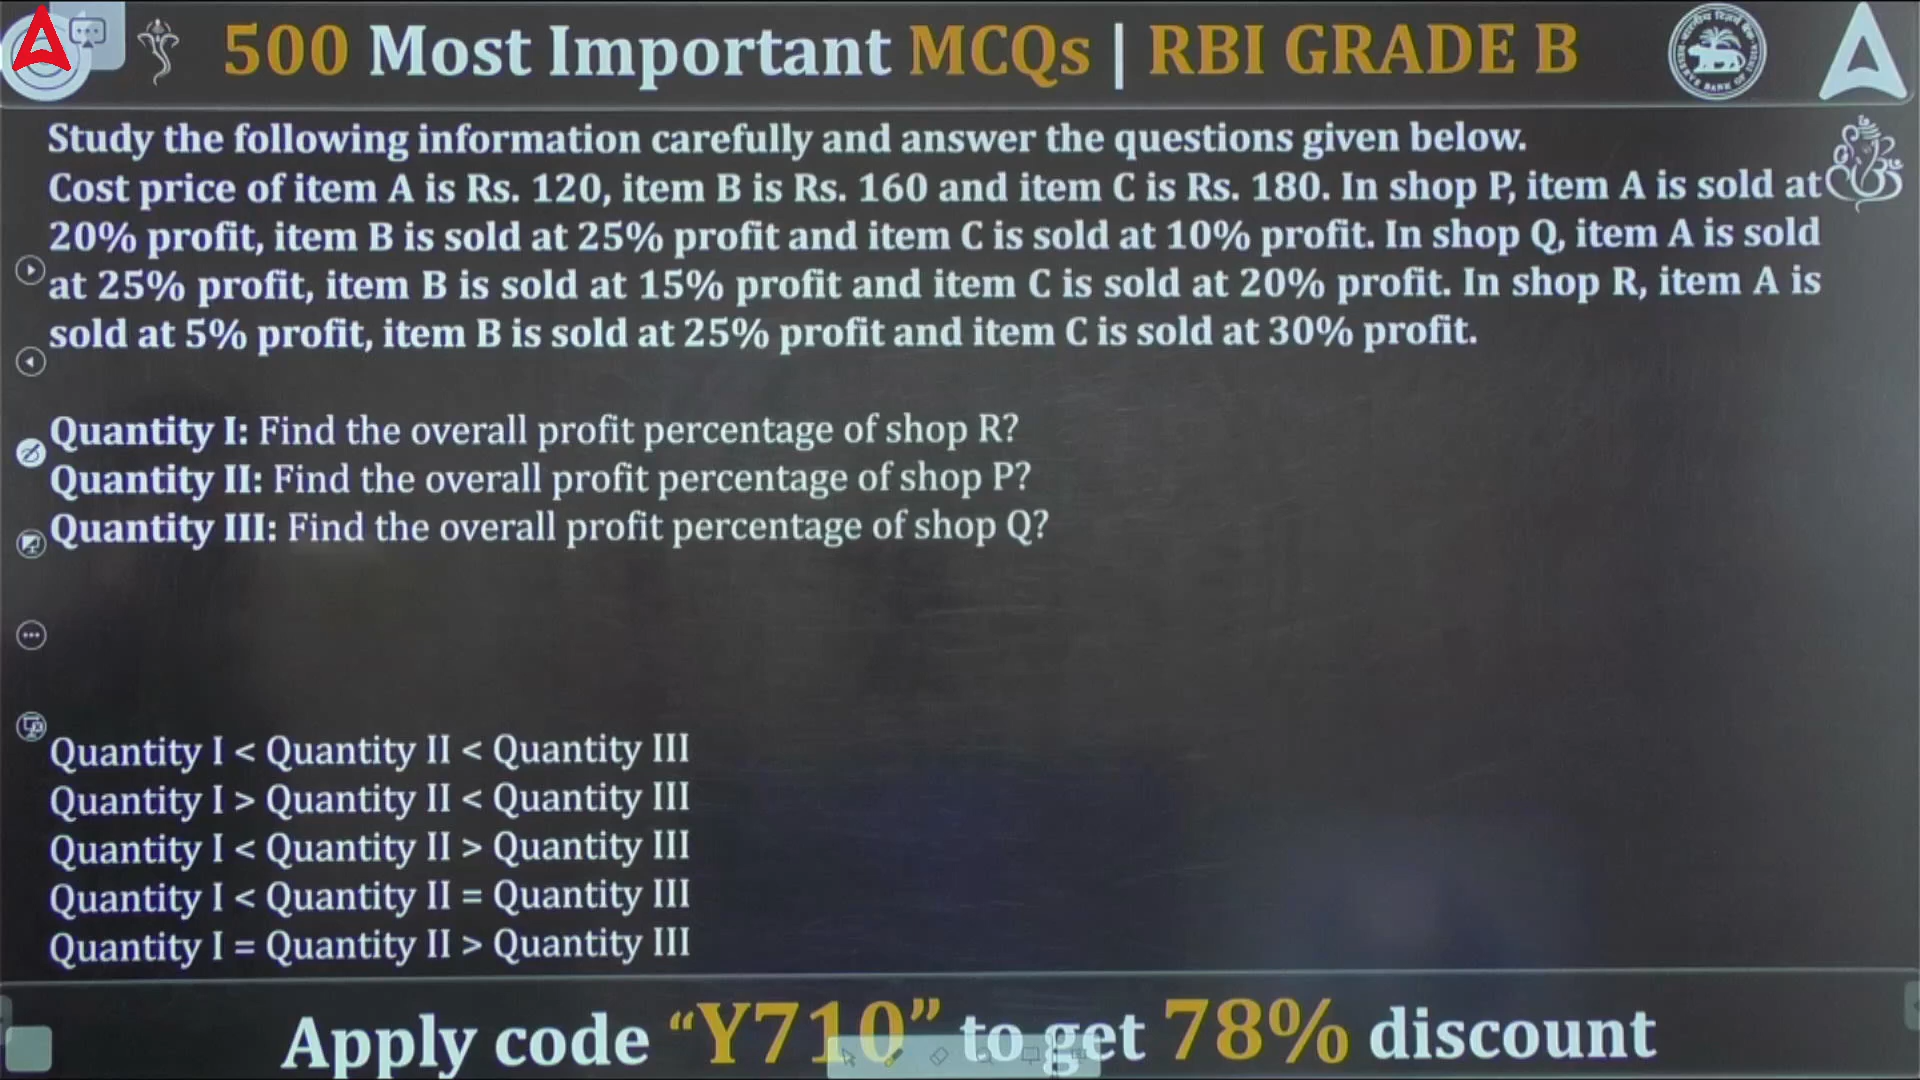 500 Most Important MCQs | RBI GRADE B
Study the following information carefully and answer the questions given below.
Cost price of item A is Rs. 120, item B is Rs. 160 and item C is Rs. 180. In shop P, item A is sold at
20% profit, item B is sold at 25% profit and item C is sold at 10% profit. In shop Q, item A is sold
at 25% profit, item B is sold at 15% profit and item C is sold at 20% profit. In shop R, item A is
sold at 5% profit, item B is sold at 25% profit and item C is sold at 30% profit.
Quantity I: Find the overall profit percentage of shop R?
Quantity II: Find the overall profit percentage of shop P?
Quantity III: Find the overall profit percentage of shop Q?
Quantity I < Quantity II < Quantity III
Quantity I > Quantity II < Quantity III
Quantity I < Quantity II > Quantity III
Quantity I < Quantity II = Quantity III
Quantity I = Quantity II > Quantity III
Apply code “Y710” to get 78% discount